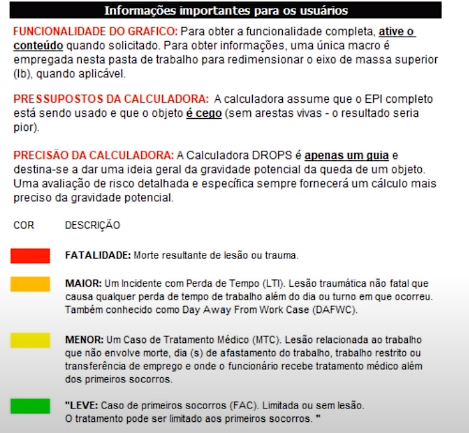 Informações importantes para os usuários
FUNCIONALIDADE DO GRAFICO: Para obter a funcionalidade completa, ative o
conteúdo quando solicitado. Para obter informações, uma única macro é
empregada nesta pasta de trabalho para redimensionar o eixo de massa superior
(lb), quando aplicável.
PRESSUPOSTOS DA CALCULADORA: A calculadora assume que o EPI completo
está sendo usado e que o objeto é cego (sem arestas vivas - o resultado seria
pior).
PRECISÃO DA CALCULADORA: A Calculadora DROPS é apenas um guia e
destina-se a dar uma ideia geral da gravidade potencial da queda de um objeto.
Uma avaliação de risco detalhada e específica sempre fornecerá um cálculo mais
preciso da gravidade potencial.
COR DESCRIÇÃO
FATALIDADE: Morte resultante de lesão ou trauma.
MAIOR: Um Incidente com Perda de Tempo (LTI). Lesão traumática não fatal que
causa qualquer perda de tempo de trabalho além do dia ou turno em que ocorreu.
Também conhecido como Day Away From Work Case (DAFWC).
MENOR: Um Caso de Tratamento Médico (MTC). Lesão relacionada ao trabalho
que não envolve morte, dia (s) de afastamento do trabalho, trabalho restrito ou
transferência de emprego e onde o funcionário recebe tratamento médico além
dos primeiros socorros.
"LEVE: Caso de primeiros socorros (FAC). Limitada ou sem lesão.
O tratamento pode ser limitado aos primeiros socorros. "